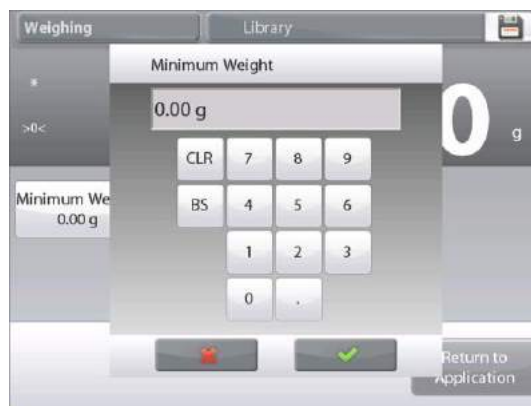 Weighing
Library
Minimum Weight
0.00 g
>0<
0
g
CLR 7 8 9
Minimum We
0.00 g
BS 4 5 6
1 2 3
0 .
Return to
Application